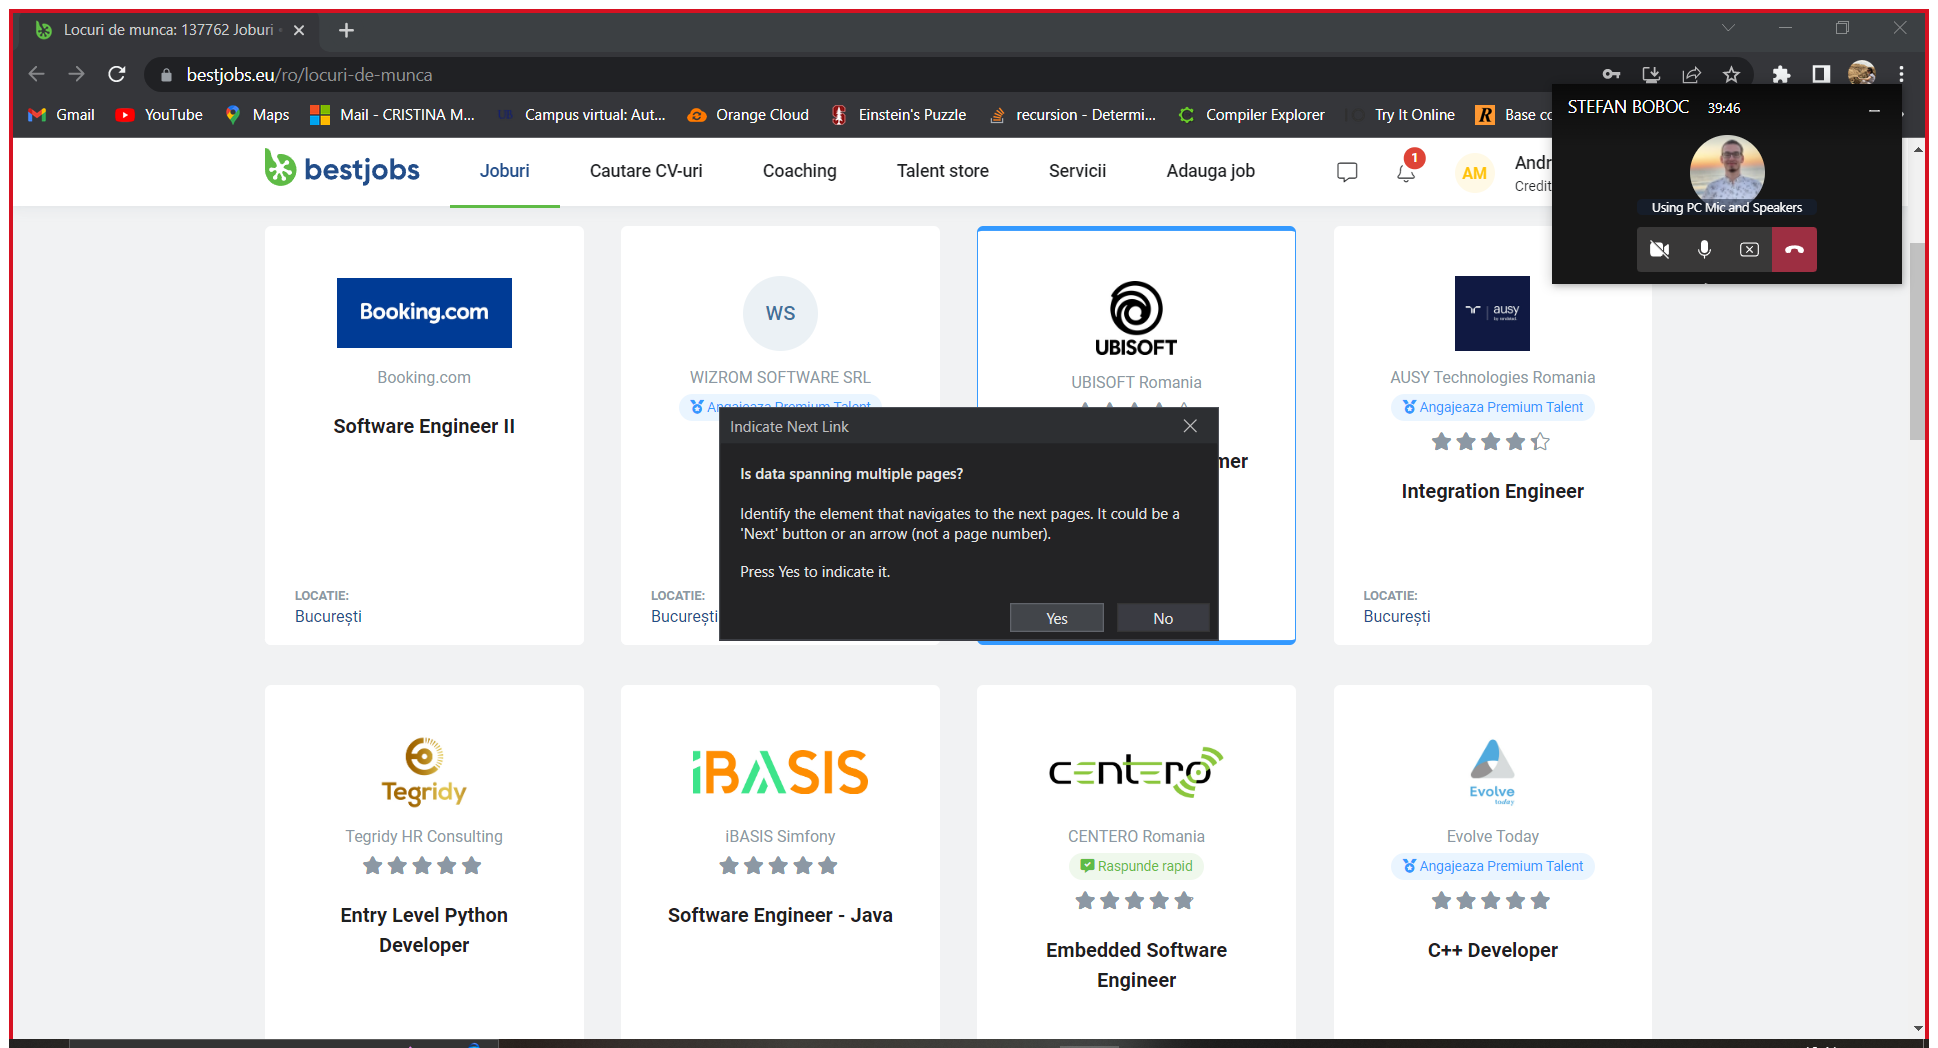 Locuri de munca: 137762 Joburi
bestjobs.eu/ro/locuri-de-munca
Gmail YouTube Maps Mail - CRISTINA M... Campus virtual: Aut... Orange Cloud Einstein's Puzzle recursion - Determi... Compiler Explorer Try It Online Base co
STEFAN BOBOC 39:46
Using PC Mic and Speakers
bestjobs Joburi Cautare CV-uri Coaching Talent store Servicii Adauga job 1 AM Andr
Credit
Booking.com
Booking.com
Software Engineer II
LOCATIE:
București
WS
WIZROM SOFTWARE SRL
Angajeaza Premium Talent
LOCATIE:
București
UBISOFT
UBISOFT Romania
mer
ausy
AUSY Technologies Romania
Angajeaza Premium Talent
Integration Engineer
LOCATIE:
București
Indicate Next Link
Is data spanning multiple pages?
Identify the element that navigates to the next pages. It could be a
'Next' button or an arrow (not a page number).
Press Yes to indicate it.
Yes No
Tegridy
Tegridy HR Consulting
Entry Level Python
Developer
iBASIS
iBASIS Simfony
Software Engineer - Java
centero
CENTERO Romania
Raspunde rapid
Embedded Software
Engineer
Evolve
today
Evolve Today
Angajeaza Premium Talent
C++ Developer